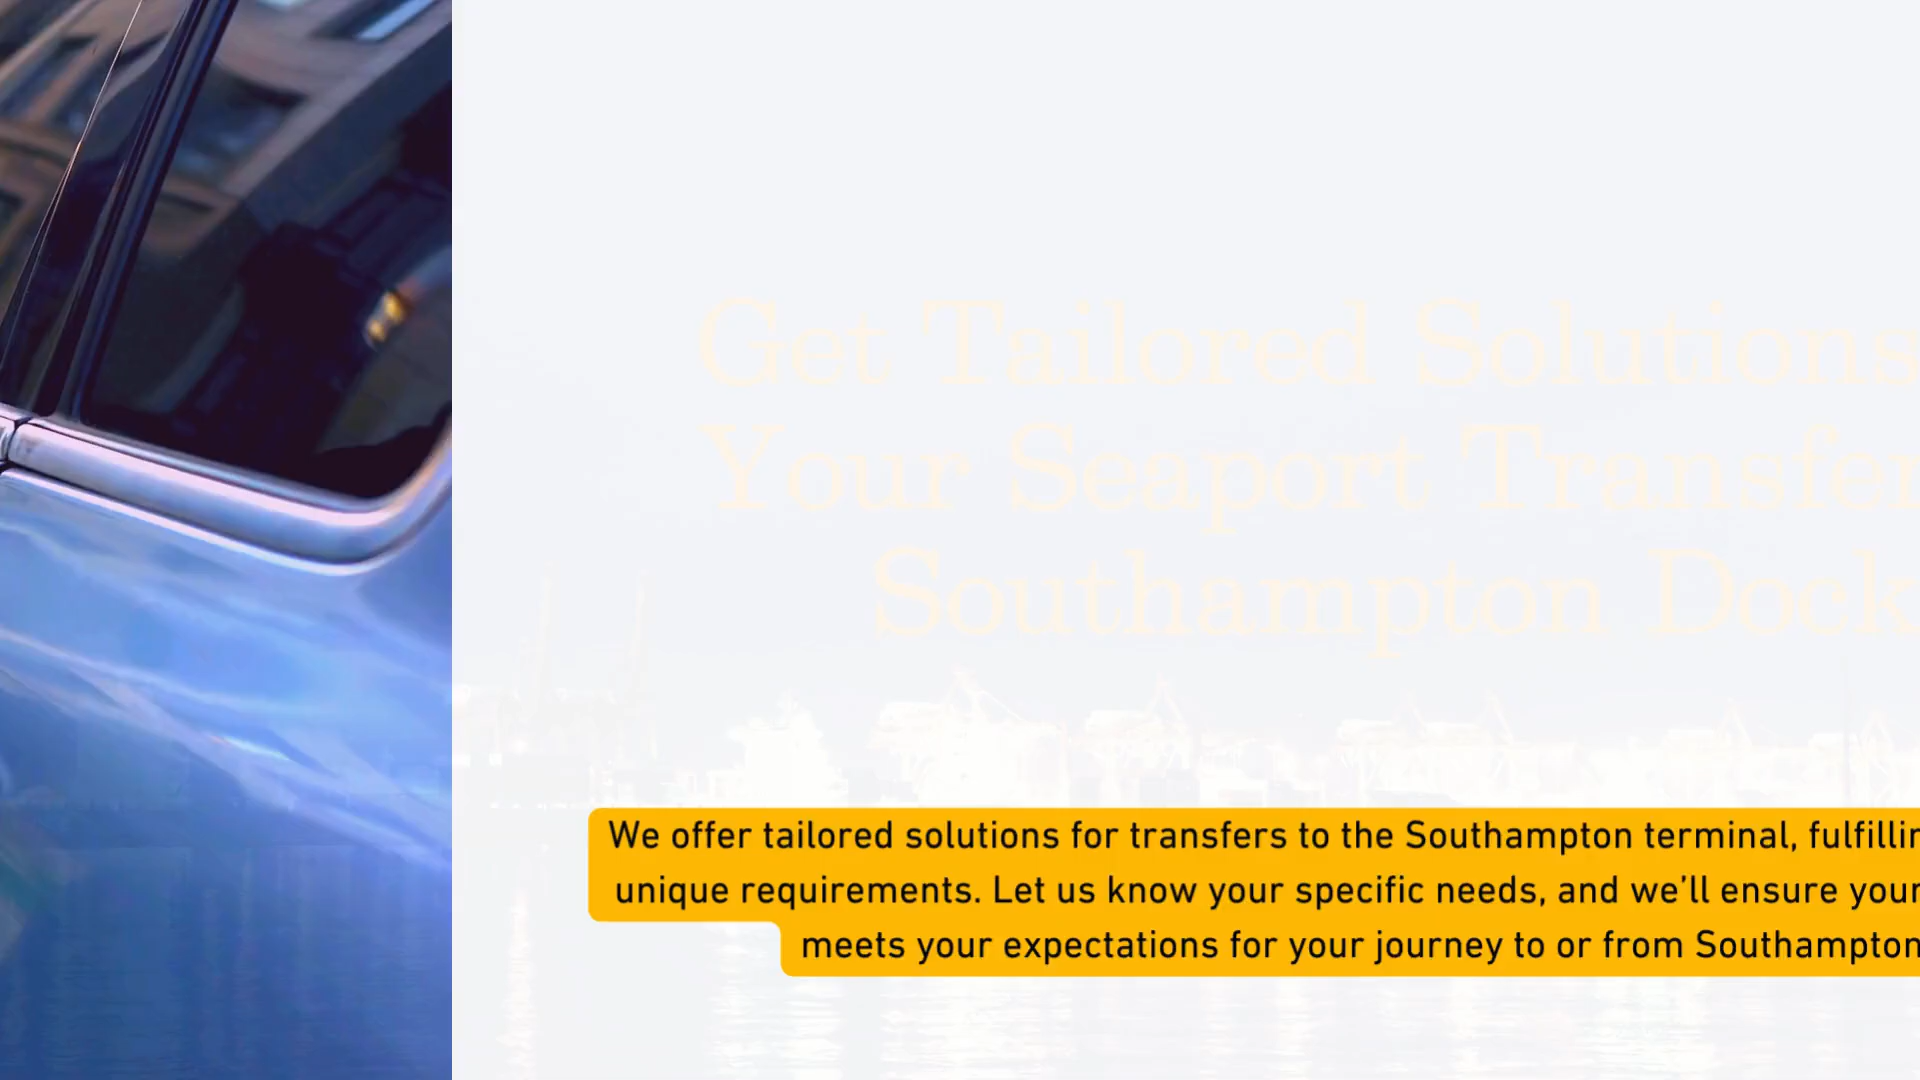 Get Tailored Solutions
Your Seaport Transfer
Southampton Dock
We offer tailored solutions for transfers to the Southampton terminal,
unique requirements. Let us know your specific needs, and we'll ensure your
meets your expectations for your journey to or from Southampton